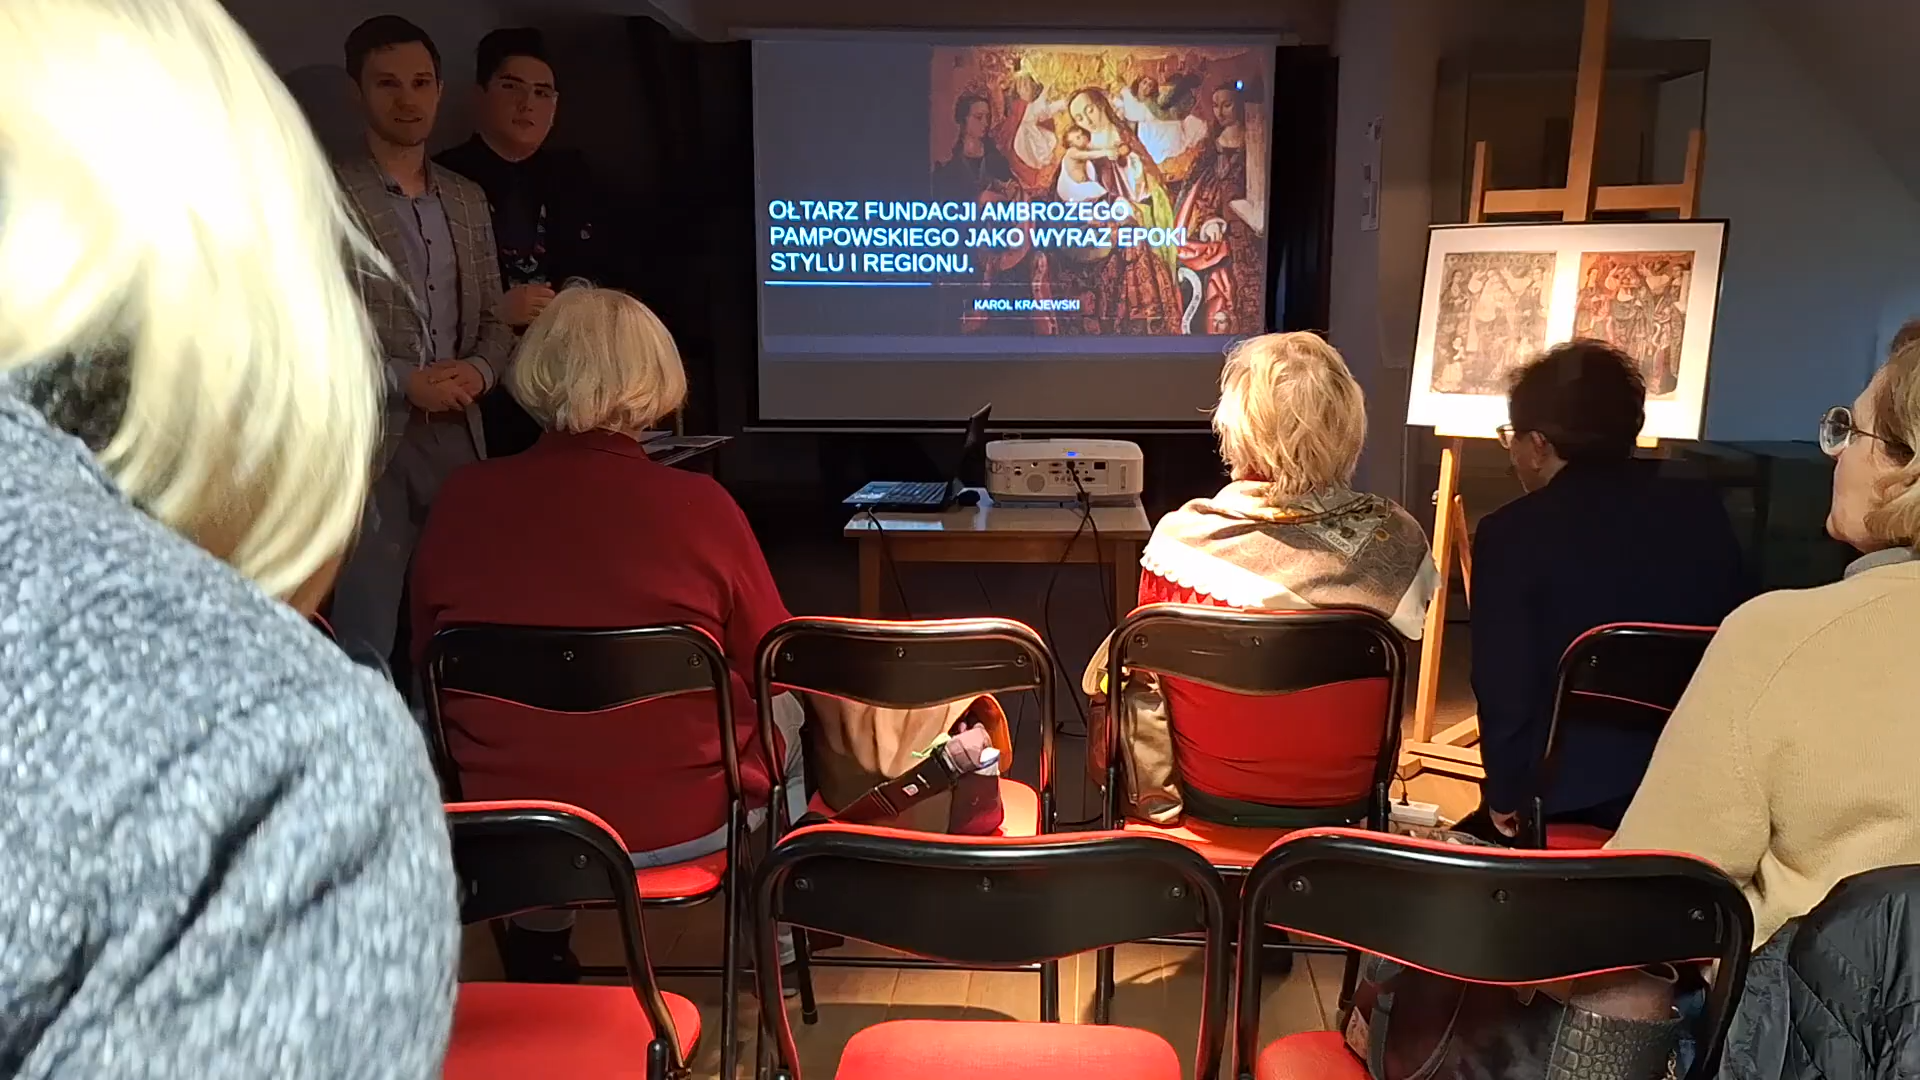 OŁTARZ FUNDACJI AMBROŻEGO
PAMPOWSKIEGO JAKO WYRAZ EPOKI
STYLU I REGIONU.
KAROL KRAJEWSKI